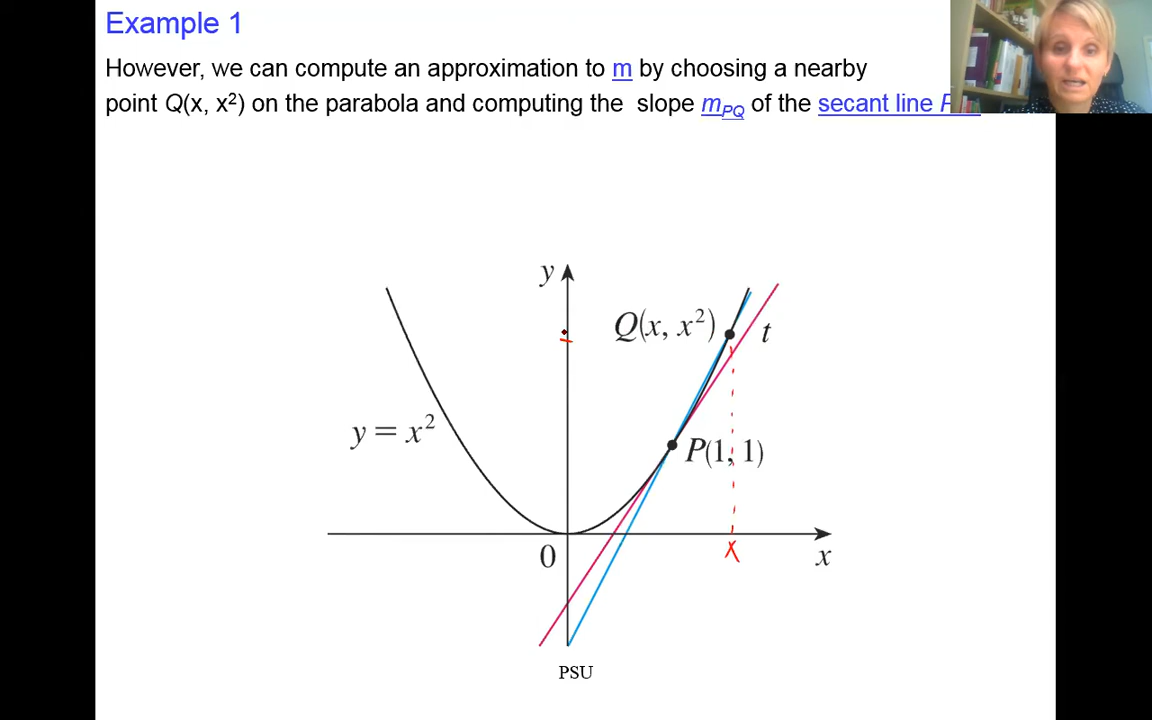 Example 1
However, we can compute an approximation to m by choosing a nearby
point Q(x, x²) on the parabola and computing the slope m_PQ of the secant line
y
Q(x, x²)
t
y = x²
P(1, 1)
0
x
x
PSU